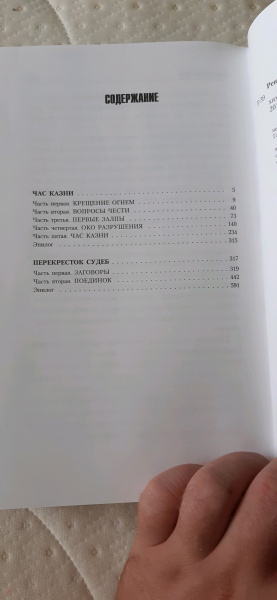 СОДЕРЖАНИЕ
ЧАС КАЗНИ 5
Часть первая. КРЕЩЕНИЕ ОГНЕМ 9
Часть вторая. ВОПРОСЫ ЧЕСТИ 40
Часть третья. ПЕРВЫЕ ЗАЛПЫ 73
Часть четвертая. ОКО РАЗРУШЕНИЯ 140
Часть пятая. ЧАС КАЗНИ 234
Эпилог 315
ПЕРЕКРЕСТОК СУДЕБ 317
Часть первая. ЗАГОВОРЫ 319
Часть вторая. ПОЕДИНОК 442
Эпилог 591